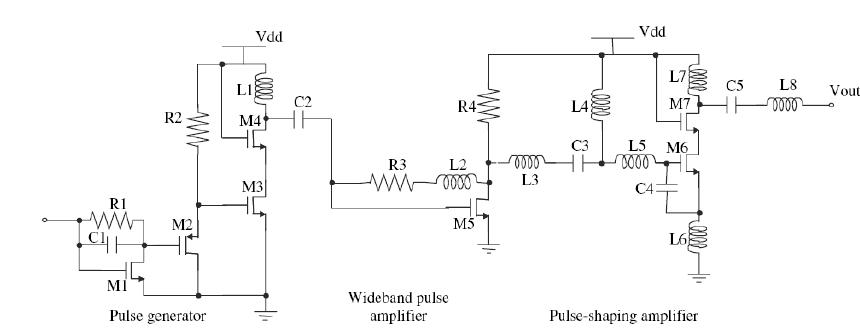 Vdd
Vdd
L1
C2
L7
C5
L8
Vout
R2
M4
R4
L4
M7
R3
L2
C3
L5
M6
L3
M3
C4
R1
M2
M5
C1
L6
M1
Pulse generator
Wideband pulse
amplifier
Pulse-shaping amplifier